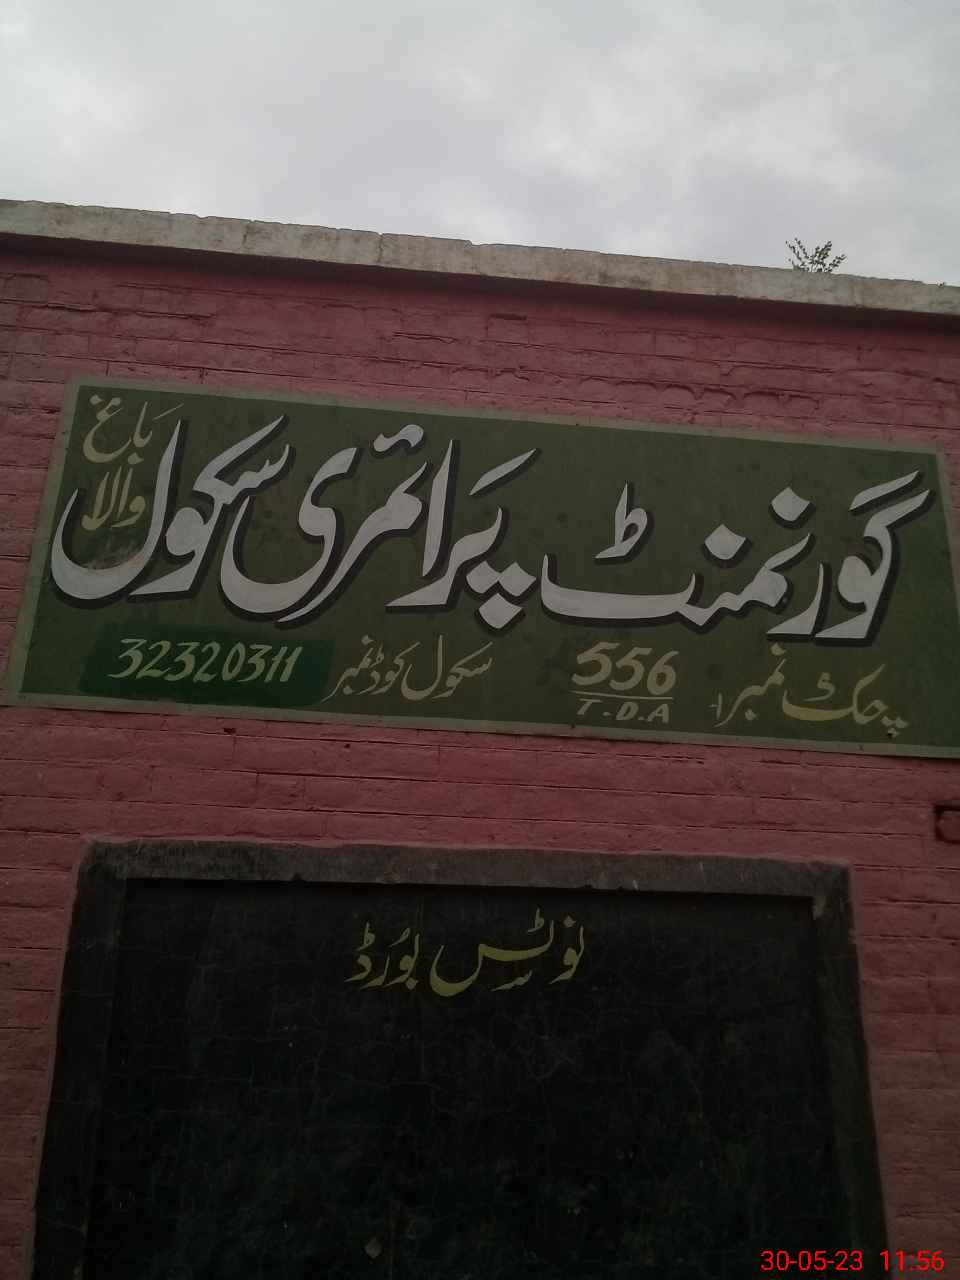 گورنمنٹ پرائمری سکول
باغ
والا
چک نمبر 556 سکول کوڈ نمبر 32320311
T.D.A
نوٹس بورڈ
30-05-23 11:56